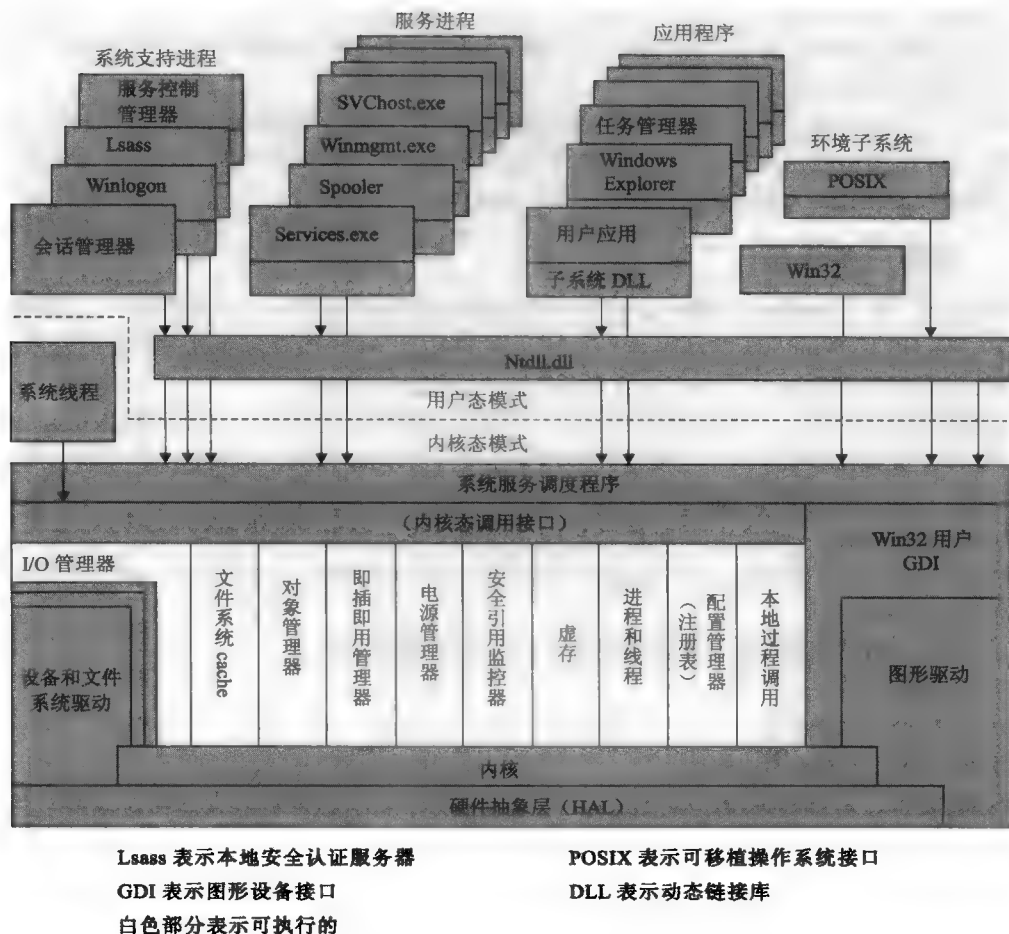 服务进程
应用程序
系统支持进程
服务控制
管理器
Lsass
Winlogon
会话管理器
SVChost.exe
Winmgmt.exe
Spooler
Services.exe
任务管理器
Windows
Explorer
用户应用
子系统 DLL
环境子系统
POSIX
Win32
Ntdll.dll
系统线程
用户态模式
内核态模式
系统服务调度程序
(内核态调用接口)
I/O 管理器
设备和文件
系统驱动
文件系统 cache
对象管理器
即插即用管理器
电源管理器
安全引用监控器
虚存
进程和线程
配置管理器
(注册表)
本地过程调用
Win32 用户
GDI
图形驱动
内核
硬件抽象层(HAL)
Lsass 表示本地安全认证服务器
POSIX 表示可移植操作系统接口
GDI 表示图形设备接口
DLL 表示动态链接库
白色部分表示可执行的